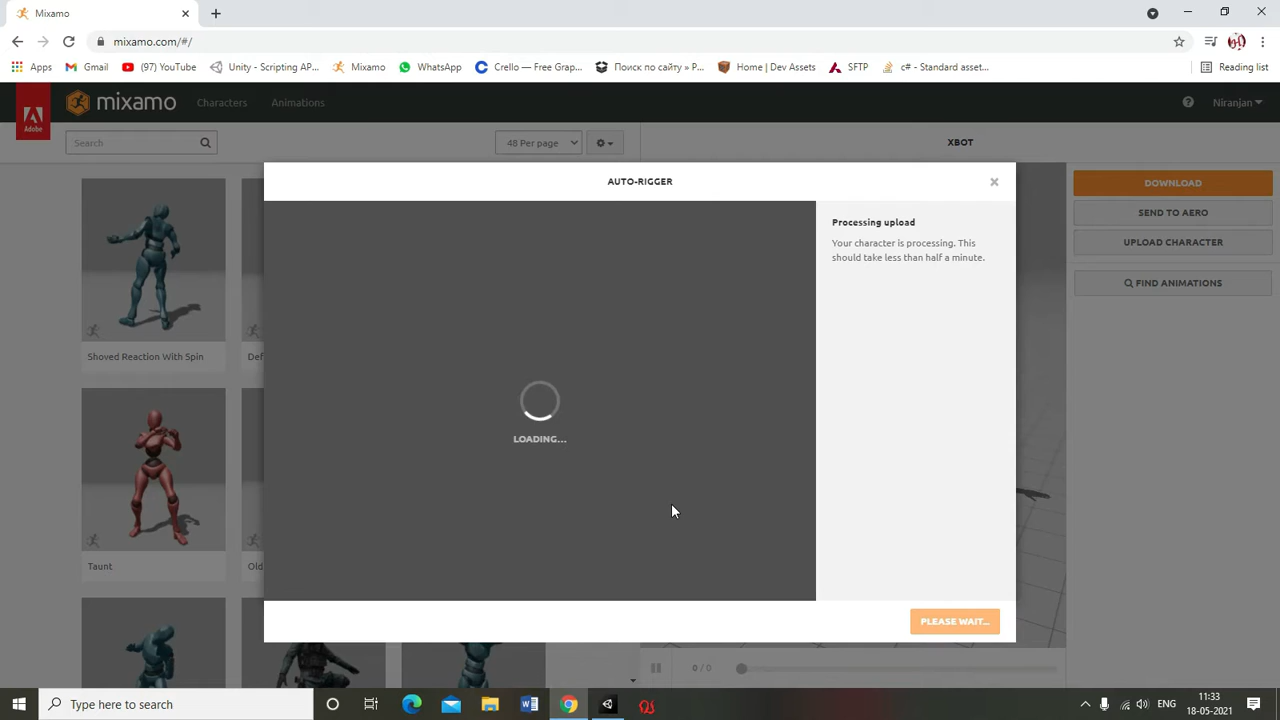 Mixamo
mixamo.com/#/
Apps
Gmail
(97) YouTube
Unity - Scripting AP...
Mixamo
WhatsApp
Crello — Free Grap...
Поиск по сайту », Р...
Home | Dev Assets
SFTP
c# - Standard asset...
Reading list
Adobe
mixamo
Characters
Animations
Niranjan
Search
48 Per page
XBOT
AUTO-RIGGER
DOWNLOAD
SEND TO AERO
UPLOAD CHARACTER
FIND ANIMATIONS
Processing upload
Your character is processing. This
should take less than half a minute.
Shoved Reaction With Spin
Def
LOADING...
Taunt
Old
PLEASE WAIT...
0 / 0
Type here to search
ENG
11:33
18-05-2021